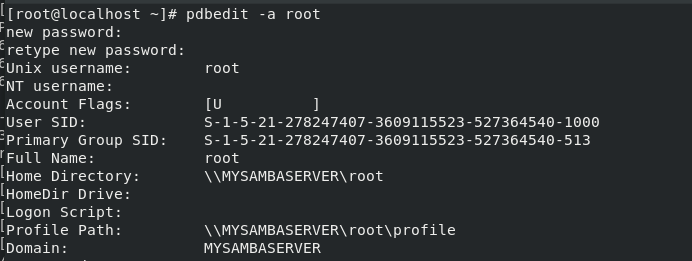 [root@localhost ~]# pdbedit -a root
new password:
retype new password:
Unix username:        root
NT username:
Account Flags:        [U          ]
User SID:             S-1-5-21-278247407-3609115523-527364540-1000
Primary Group SID:    S-1-5-21-278247407-3609115523-527364540-513
Full Name:            root
Home Directory:       \\MYSAMBASERVER\root
HomeDir Drive:
Logon Script:
Profile Path:         \\MYSAMBASERVER\root\profile
Domain:               MYSAMBASERVER